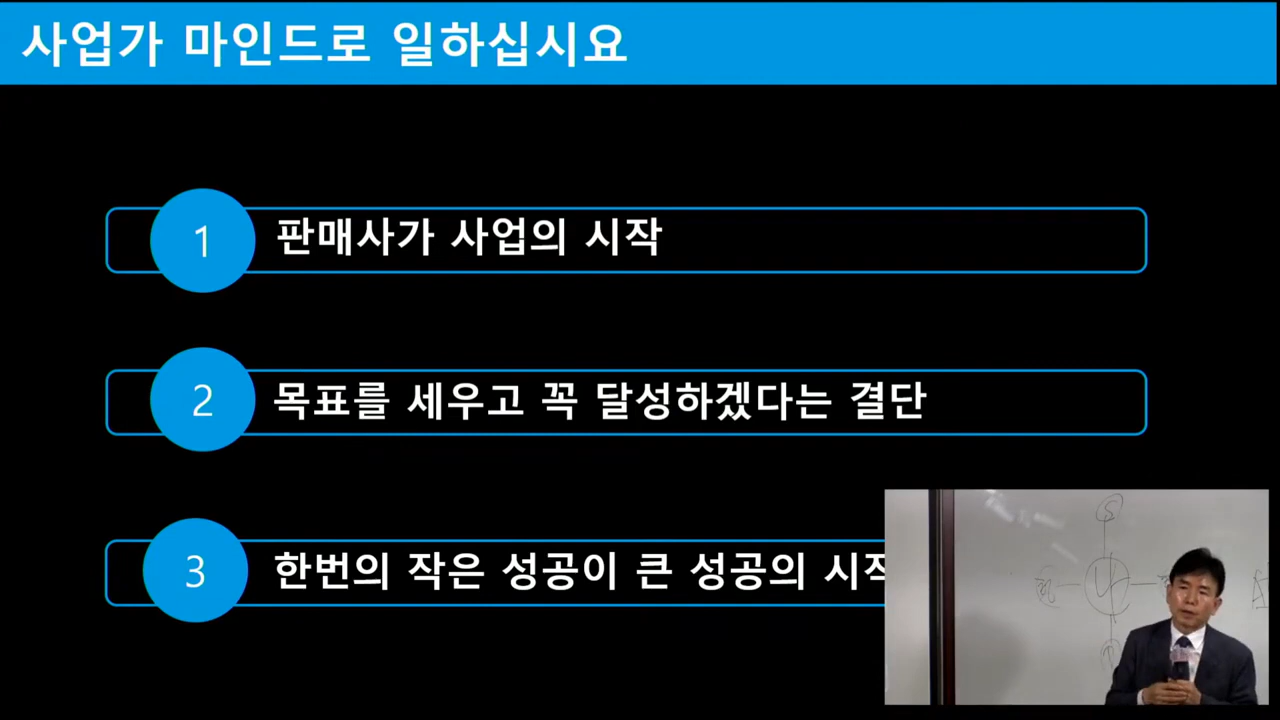 사업가 마인드로 일하십시요
1 판매사가 사업의 시작
2 목표를 세우고 꼭 달성하겠다는 결단
3 한번의 작은 성공이 큰 성공의 시작